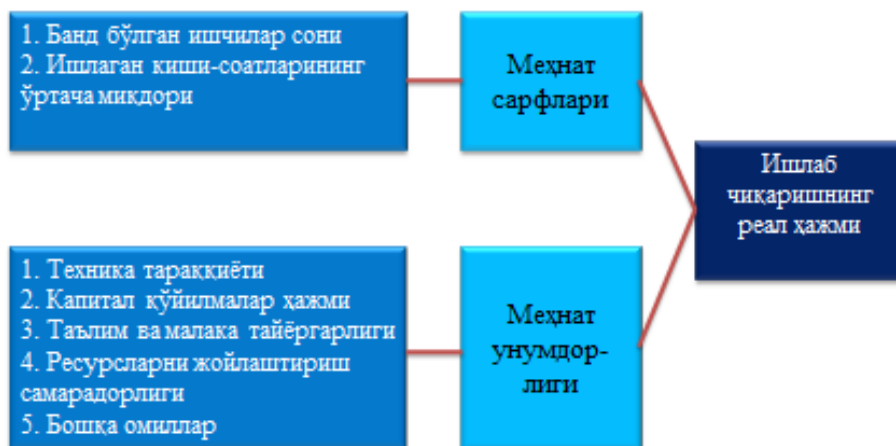 1. Банд бўлган ишчилар сони
2. Ишлаган киши-соатларининг
ўртача миқдори
Меҳнат
сарфлари
Ишлаб
чиқаришнинг
реал ҳажми
1. Техника тараққиёти
2. Капитал қўйилмалар ҳажми
3. Таълим ва малака тайёргарлиги
4. Ресурсларни жойлаштириш
самарадорлиги
5. Бошқа омиллар
Меҳнат
унумдор-
лиги